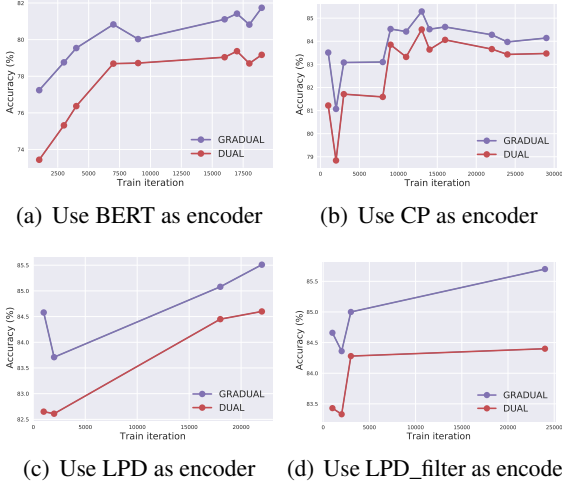 82
80
78
76
74
Accuracy (%)
GRADUAL
DUAL
2500 5000 7500 10000 12500 15000 17500
Train iteration
(a) Use BERT as encoder
85
84
83
82
81
80
79
Accuracy (%)
GRADUAL
DUAL
0 5000 10000 15000 20000 25000 30000
Train iteration
(b) Use CP as encoder
85.5
85.0
84.5
84.0
83.5
83.0
82.5
Accuracy (%)
GRADUAL
DUAL
0 5000 10000 15000 20000
Train iteration
(c) Use LPD as encoder
85.5
85.0
84.5
84.0
83.5
Accuracy (%)
GRADUAL
DUAL
0 5000 10000 15000 20000 25000
Train iteration
(d) Use LPD_filter as encode